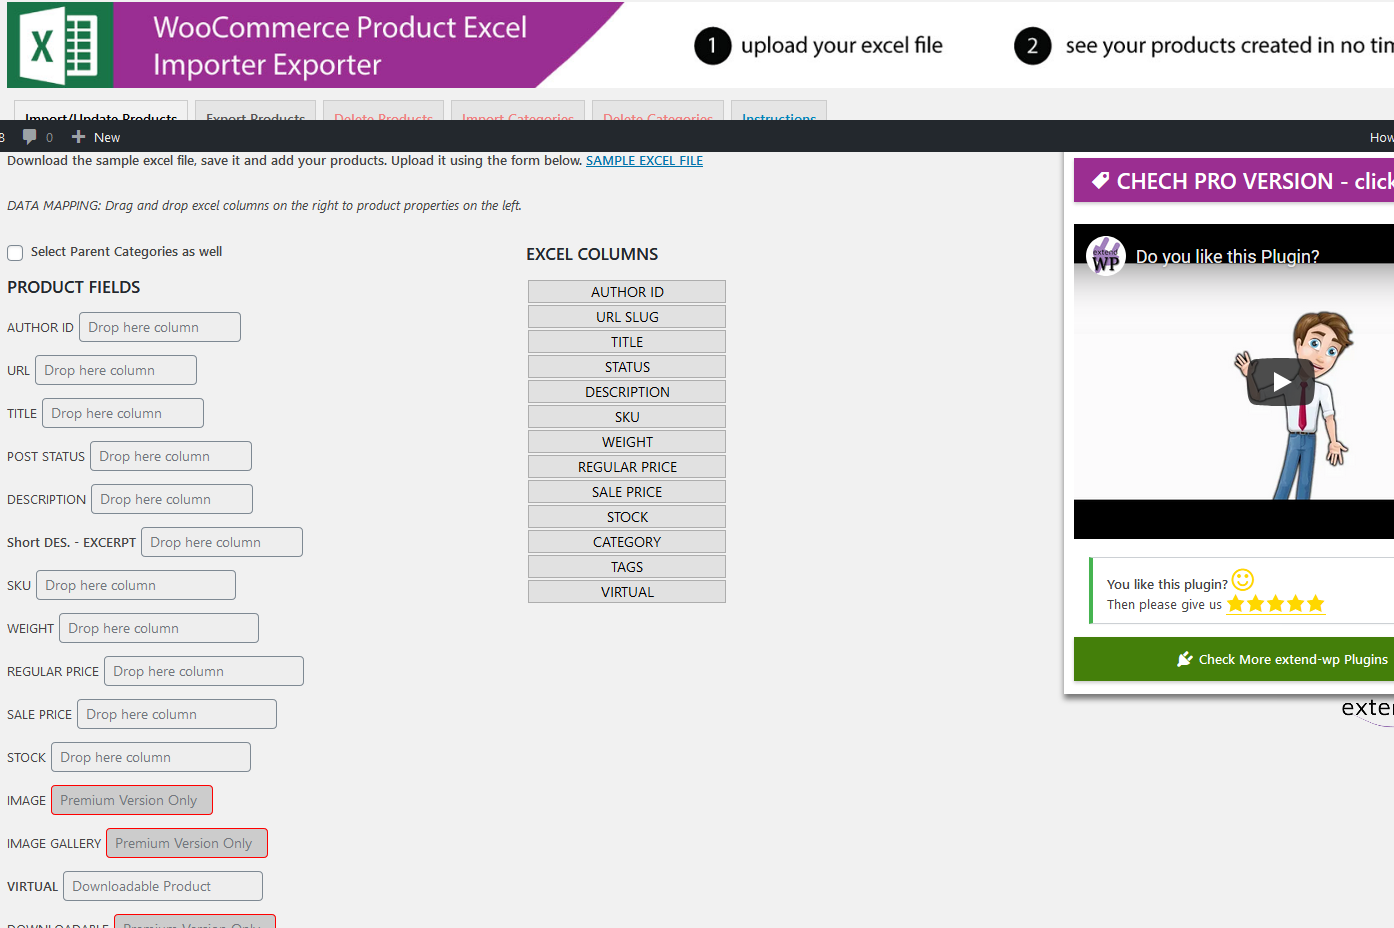 WooCommerce Product Excel
Importer Exporter
1 upload your excel file
2 see your products created in no tim
Import/Update Products Export Products Delete Products Import Categories Delete Categories Instructions
8 0 New How
Download the sample excel file, save it and add your products. Upload it using the form below. SAMPLE EXCEL FILE
DATA MAPPING: Drag and drop excel columns on the right to product properties on the left.
Select Parent Categories as well
PRODUCT FIELDS
AUTHOR ID Drop here column
URL Drop here column
TITLE Drop here column
POST STATUS Drop here column
DESCRIPTION Drop here column
Short DES. - EXCERPT Drop here column
SKU Drop here column
WEIGHT Drop here column
REGULAR PRICE Drop here column
SALE PRICE Drop here column
STOCK Drop here column
IMAGE Premium Version Only
IMAGE GALLERY Premium Version Only
VIRTUAL Downloadable Product
DOWNLOADABLE Premium Version Only
EXCEL COLUMNS
AUTHOR ID
URL SLUG
TITLE
STATUS
DESCRIPTION
SKU
WEIGHT
REGULAR PRICE
SALE PRICE
STOCK
CATEGORY
TAGS
VIRTUAL
CHECH PRO VERSION - click
extend
WP
Do you like this Plugin?
You like this plugin?
Then please give us
Check More extend-wp Plugins
exten